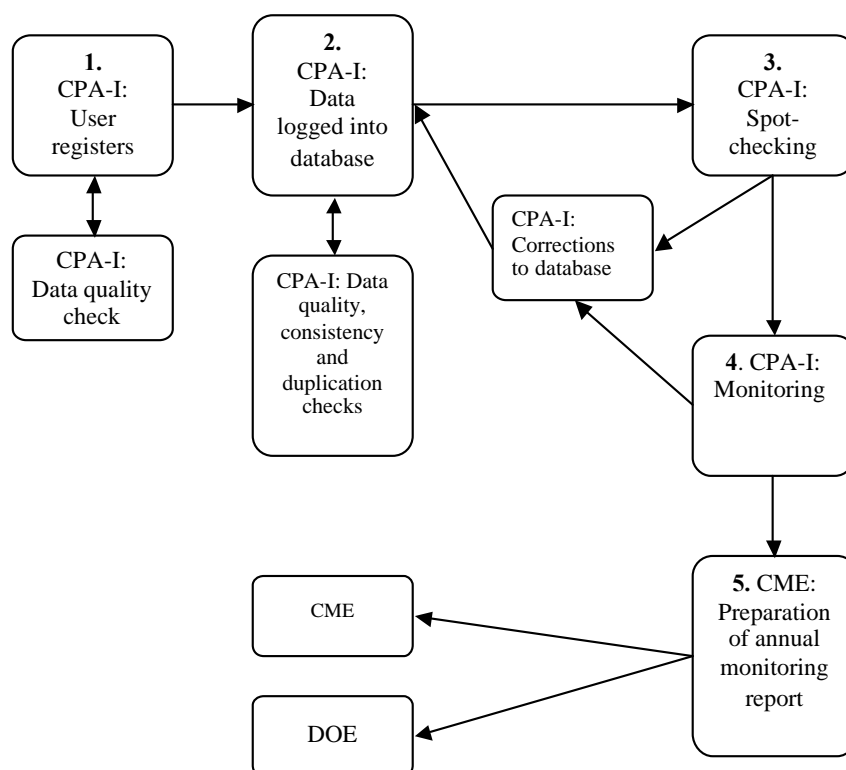 1.
CPA-I:
User
registers
2.
CPA-I:
Data
logged into
database
3.
CPA-I:
Spot-
checking
CPA-I:
Data quality
check
CPA-I: Data
quality,
consistency
and
duplication
checks
CPA-I:
Corrections
to database
4. CPA-I:
Monitoring
5. CME:
Preparation
of annual
monitoring
report
CME
DOE